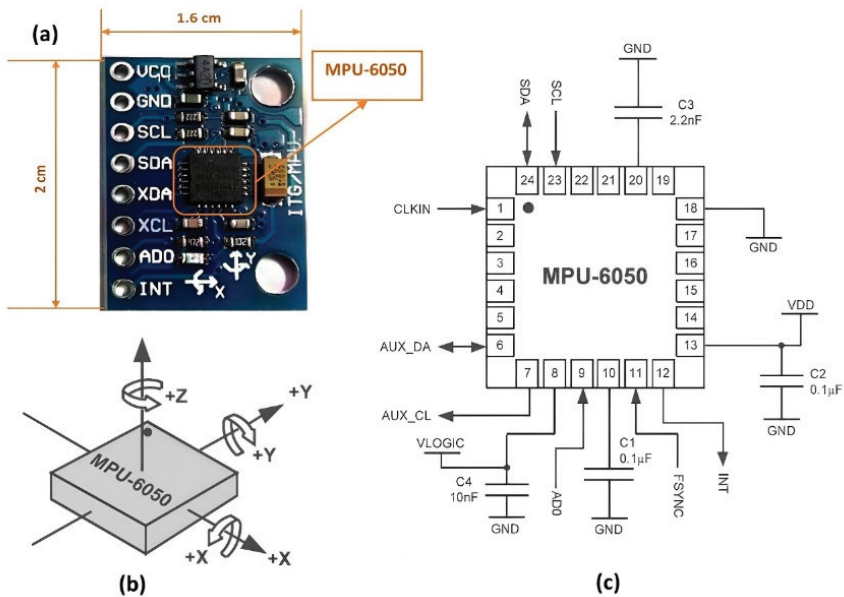 (a)
1.6 cm
2 cm
MPU-6050
VCC
GND
SCL
SDA
XDA
XCL
ADO
INT
ITG/MPU
222
222
472
Y
X
+Z
+Y
+Y
MPU-6050
+X
+X
(b)
GND
C3
2.2nF
SDA
SCL
24 23 22 21 20 19
CLKIN
1
2
3
4
5
6
18
17
16
15
14
13
GND
MPU-6050
VDD
AUX_DA
C2
0.1µF
GND
7 8 9 10 11 12
AUX_CL
VLOGIC
C4
10nF
GND
AD0
C1
0.1µF
GND
FSYNC
INT
(c)